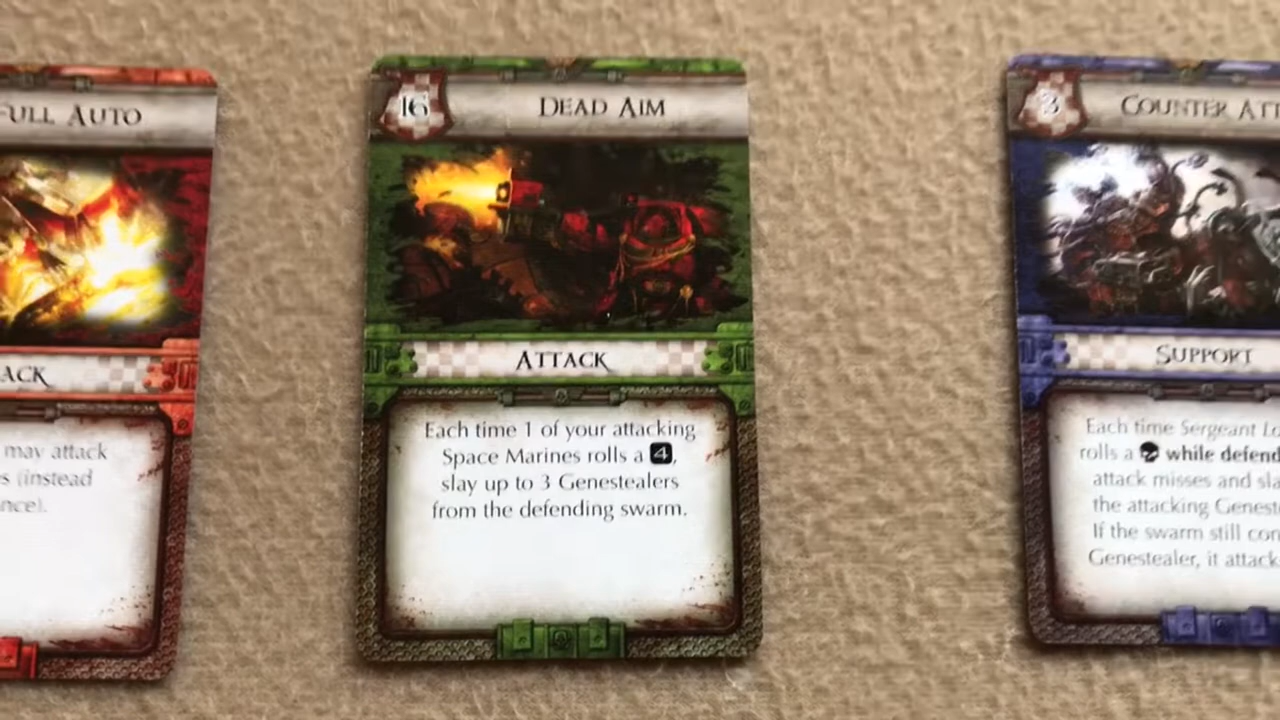 FULL AUTO
ACK
may attack
s (instead
nce).
16
DEAD AIM
ATTACK
Each time 1 of your attacking
Space Marines rolls a 4,
slay up to 3 Genestealers
from the defending swarm.
3
COUNTER ATT
SUPPORT
Each time Sergeant Lo
rolls a while defend
attack misses and sla
the attacking Geneste
If the swarm still con
Genestealer, it attack